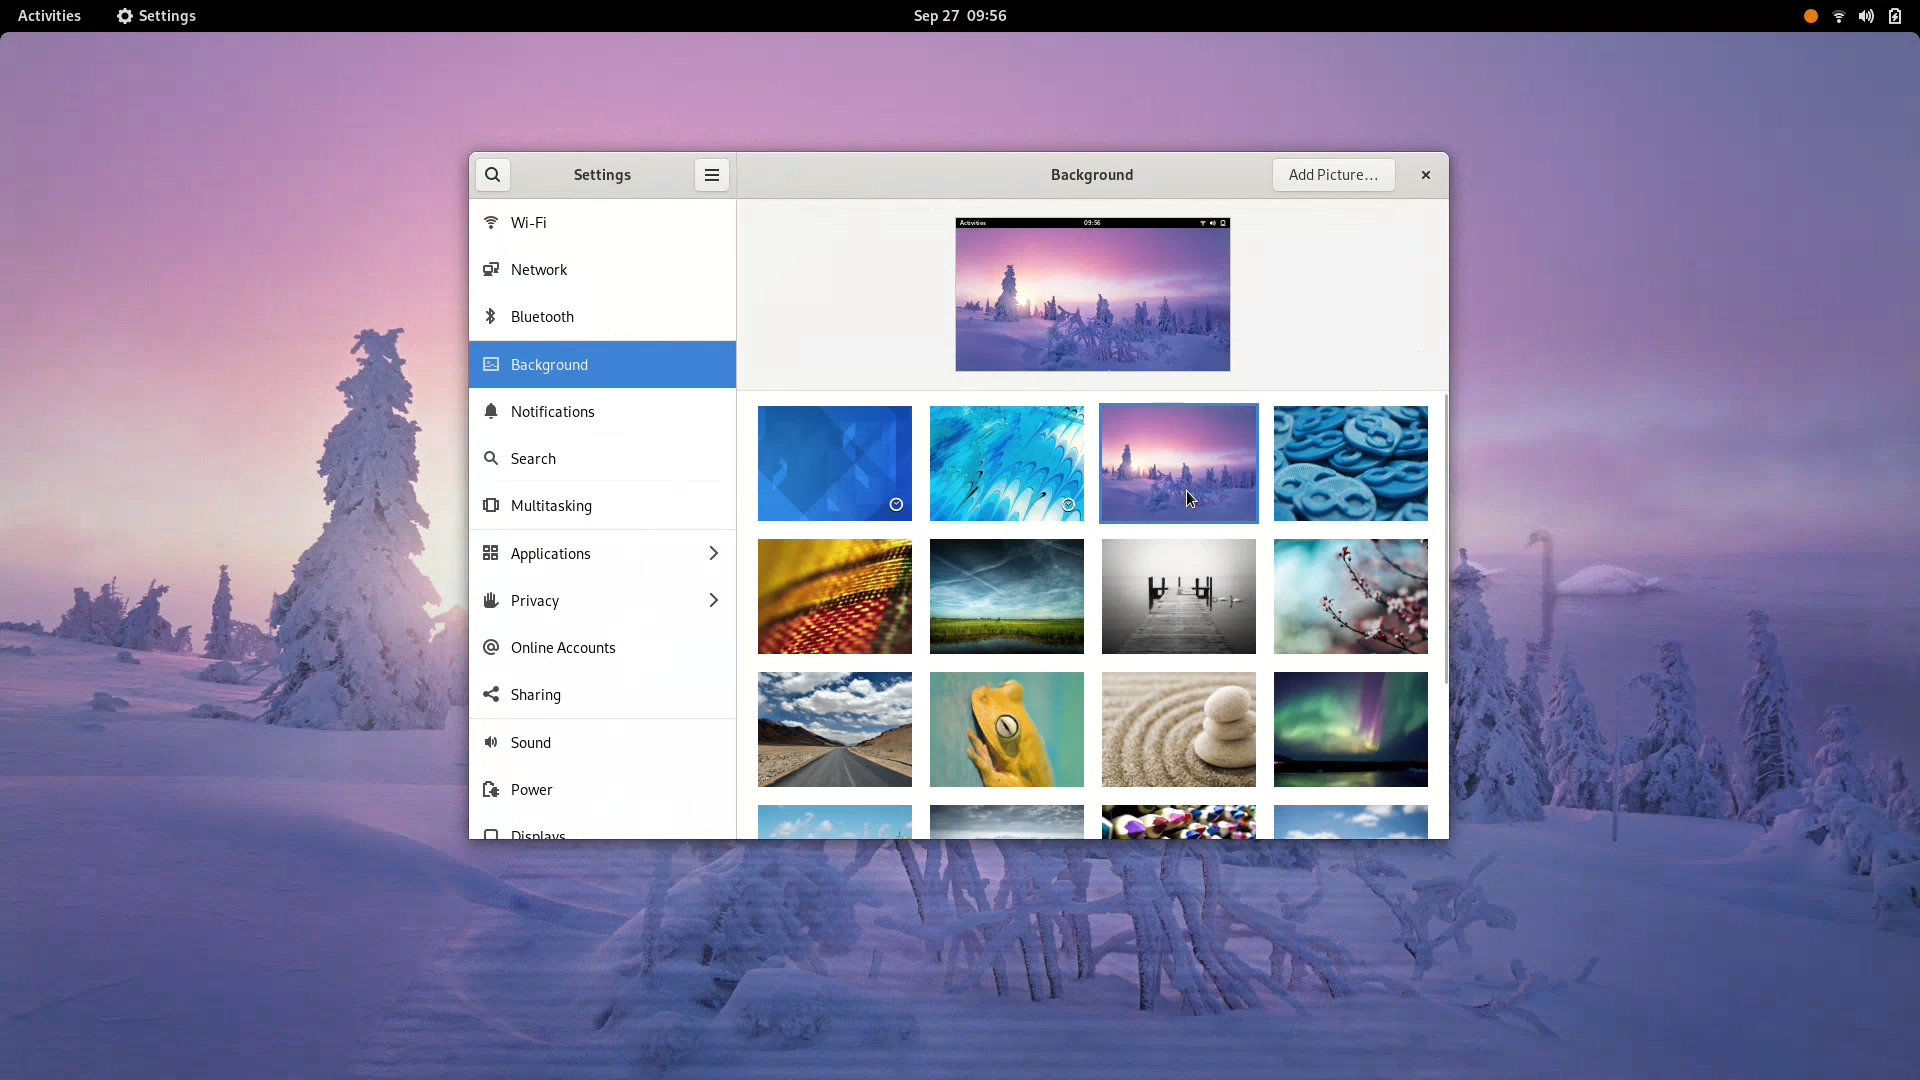 Activities
Settings
Sep 27 09:56
Settings
Background
Add Picture...
Wi-Fi
Network
Bluetooth
Background
Notifications
Search
Multitasking
Applications
Privacy
Online Accounts
Sharing
Sound
Power
Displays
Activities
09:56